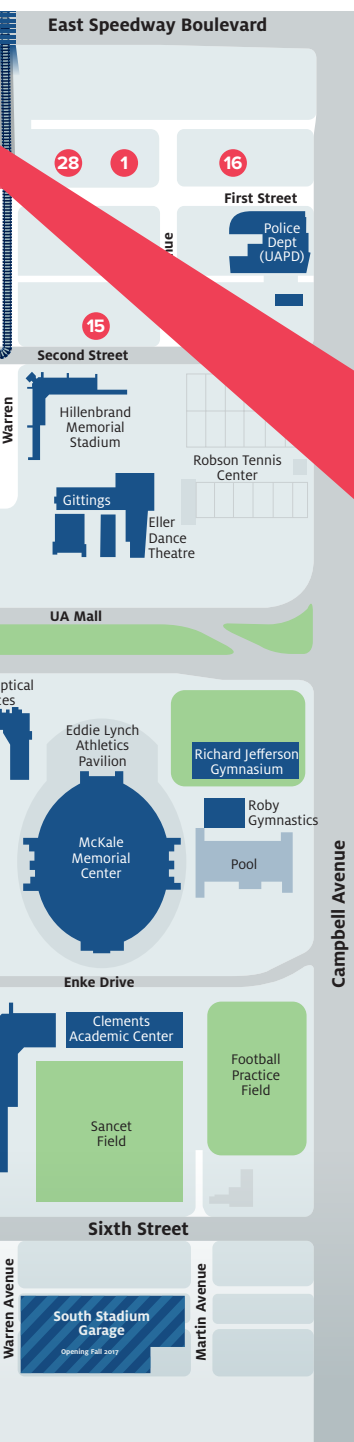 East Speedway Boulevard
28
1
16
First Street
Police
Dept
(UAPD)
15
Second Street
Warren
Hillenbrand
Memorial
Stadium
Robson Tennis
Center
Gittings
Eller
Dance
Theatre
UA Mall
ptical
Eddie Lynch
Athletics
Pavilion
Richard Jefferson
Gymnasium
Roby
Gymnastics
McKale
Memorial
Center
Pool
Campbell Avenue
Enke Drive
Clements
Academic Center
Football
Practice
Field
Sancet
Field
Sixth Street
Warren Avenue
Martin Avenue
South Stadium
Garage
Opening Fall 2017